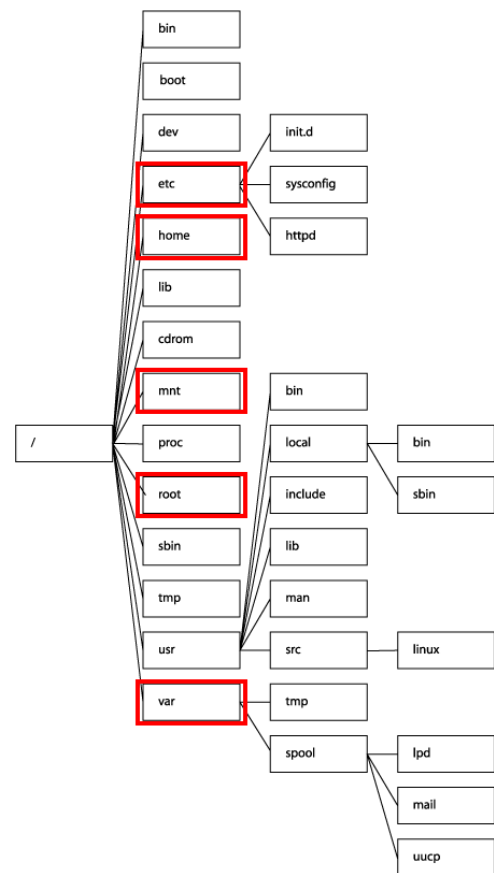 bin
boot
dev
init.d
etc
sysconfig
home
httpd
lib
cdrom
mnt
bin
/
proc
local
bin
root
include
sbin
sbin
lib
tmp
man
usr
src
linux
var
tmp
spool
lpd
mail
uucp